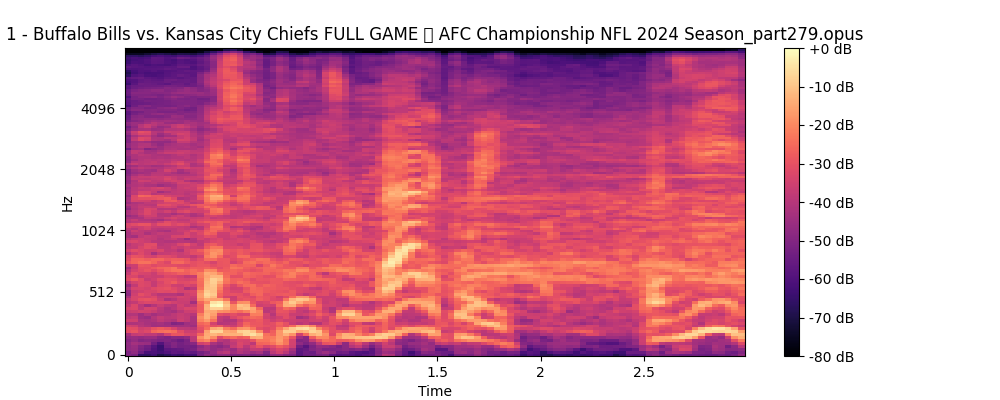 1 - Buffalo Bills vs. Kansas City Chiefs FULL GAME ▯ AFC Championship NFL 2024 Season_part279.opus
+0 dB
-10 dB
-20 dB
-30 dB
-40 dB
-50 dB
-60 dB
-70 dB
-80 dB
4096
2048
1024
512
0
Hz
0 0.5 1 1.5 2 2.5
Time